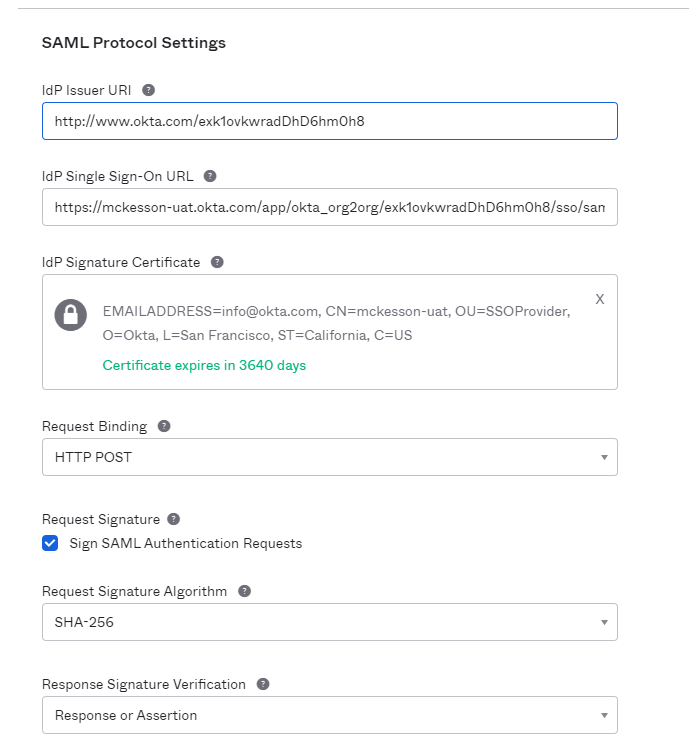 SAML Protocol Settings
IdP Issuer URI ?
http://www.okta.com/exk1ovkwradDhD6hm0h8
IdP Single Sign-On URL ?
https://mckesson-uat.okta.com/app/okta_org2org/exk1ovkwradDhD6hm0h8/sso/sam
IdP Signature Certificate ?
EMAILADDRESS=info@okta.com, CN=mckesson-uat, OU=SSOProvider, X
O=Okta, L=San Francisco, ST=California, C=US
Certificate expires in 3640 days
Request Binding ?
HTTP POST
Request Signature ?
Sign SAML Authentication Requests
Request Signature Algorithm ?
SHA-256
Response Signature Verification ?
Response or Assertion